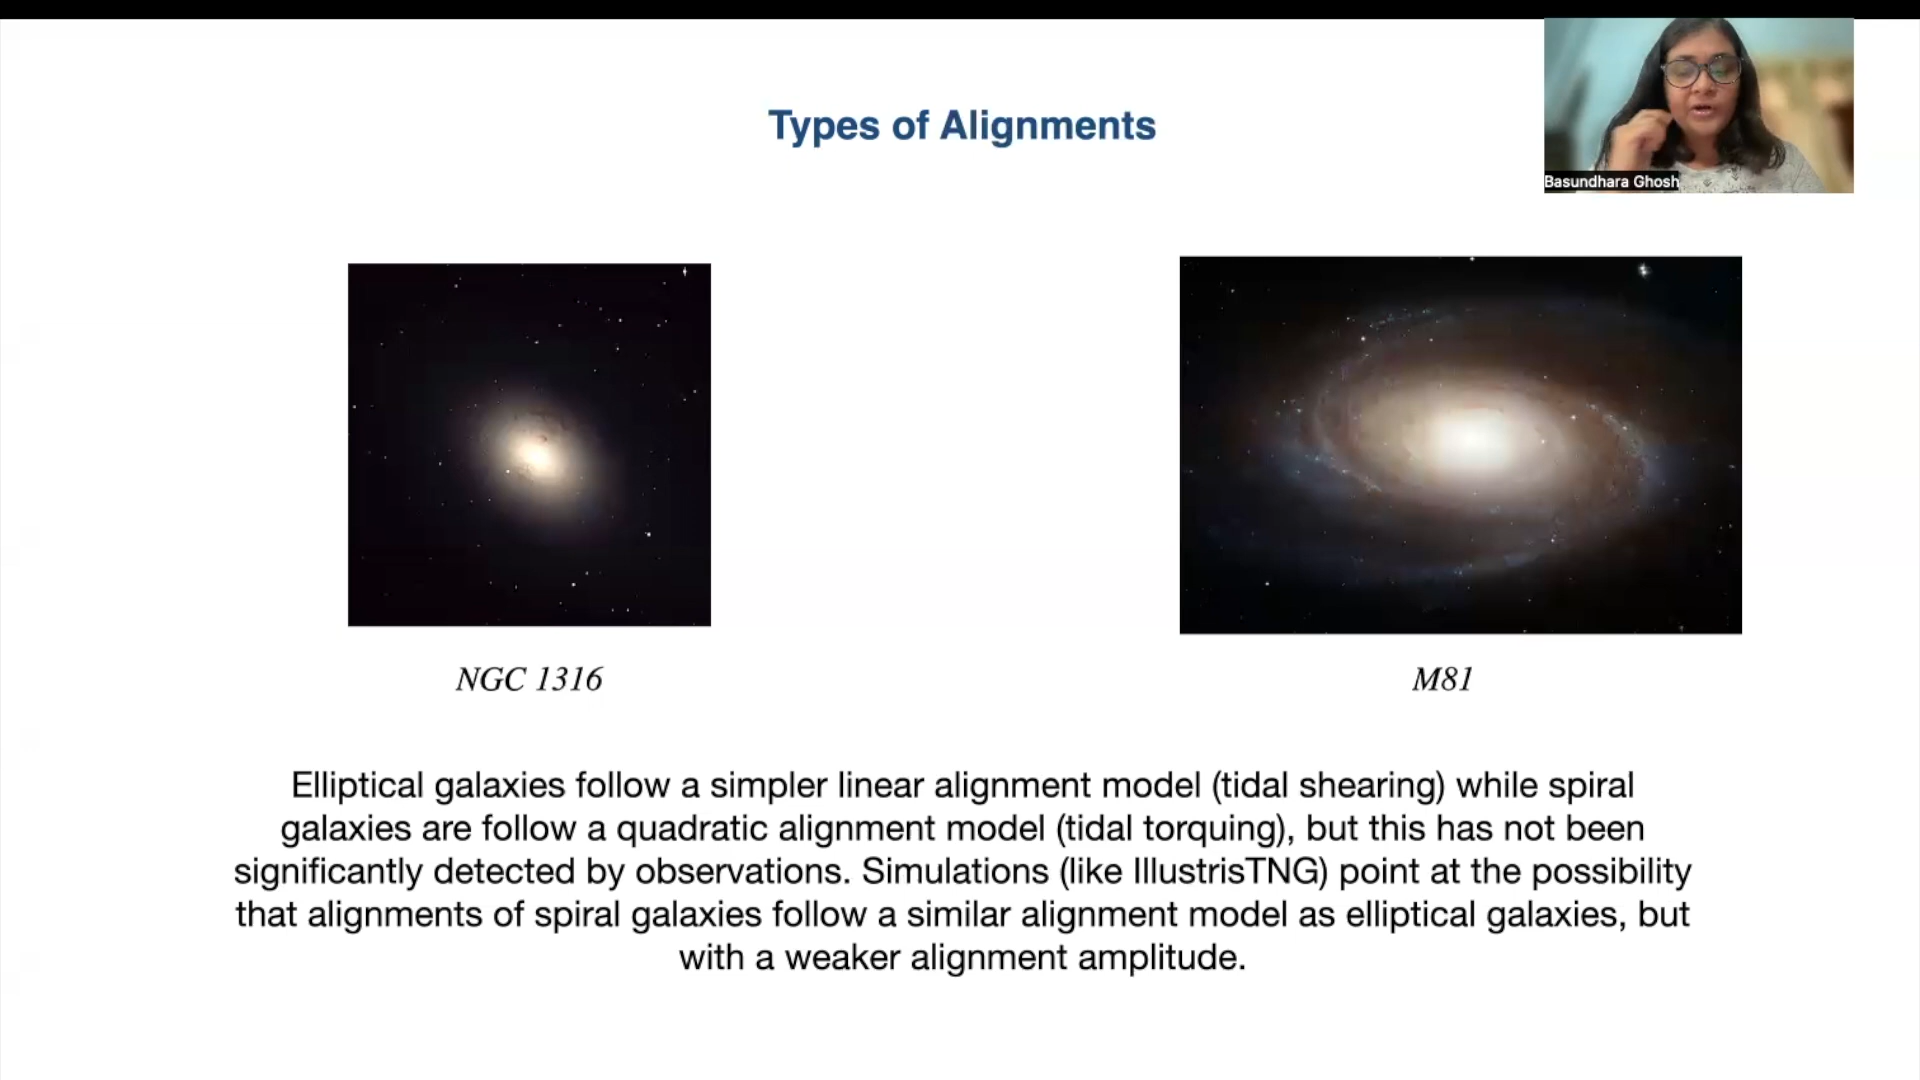 Types of Alignments
Basundhara Ghosh
NGC 1316
M81
Elliptical galaxies follow a simpler linear alignment model (tidal shearing) while spiral
galaxies are follow a quadratic alignment model (tidal torquing), but this has not been
significantly detected by observations. Simulations (like IllustrisTNG) point at the possibility
that alignments of spiral galaxies follow a similar alignment model as elliptical galaxies, but
with a weaker alignment amplitude.